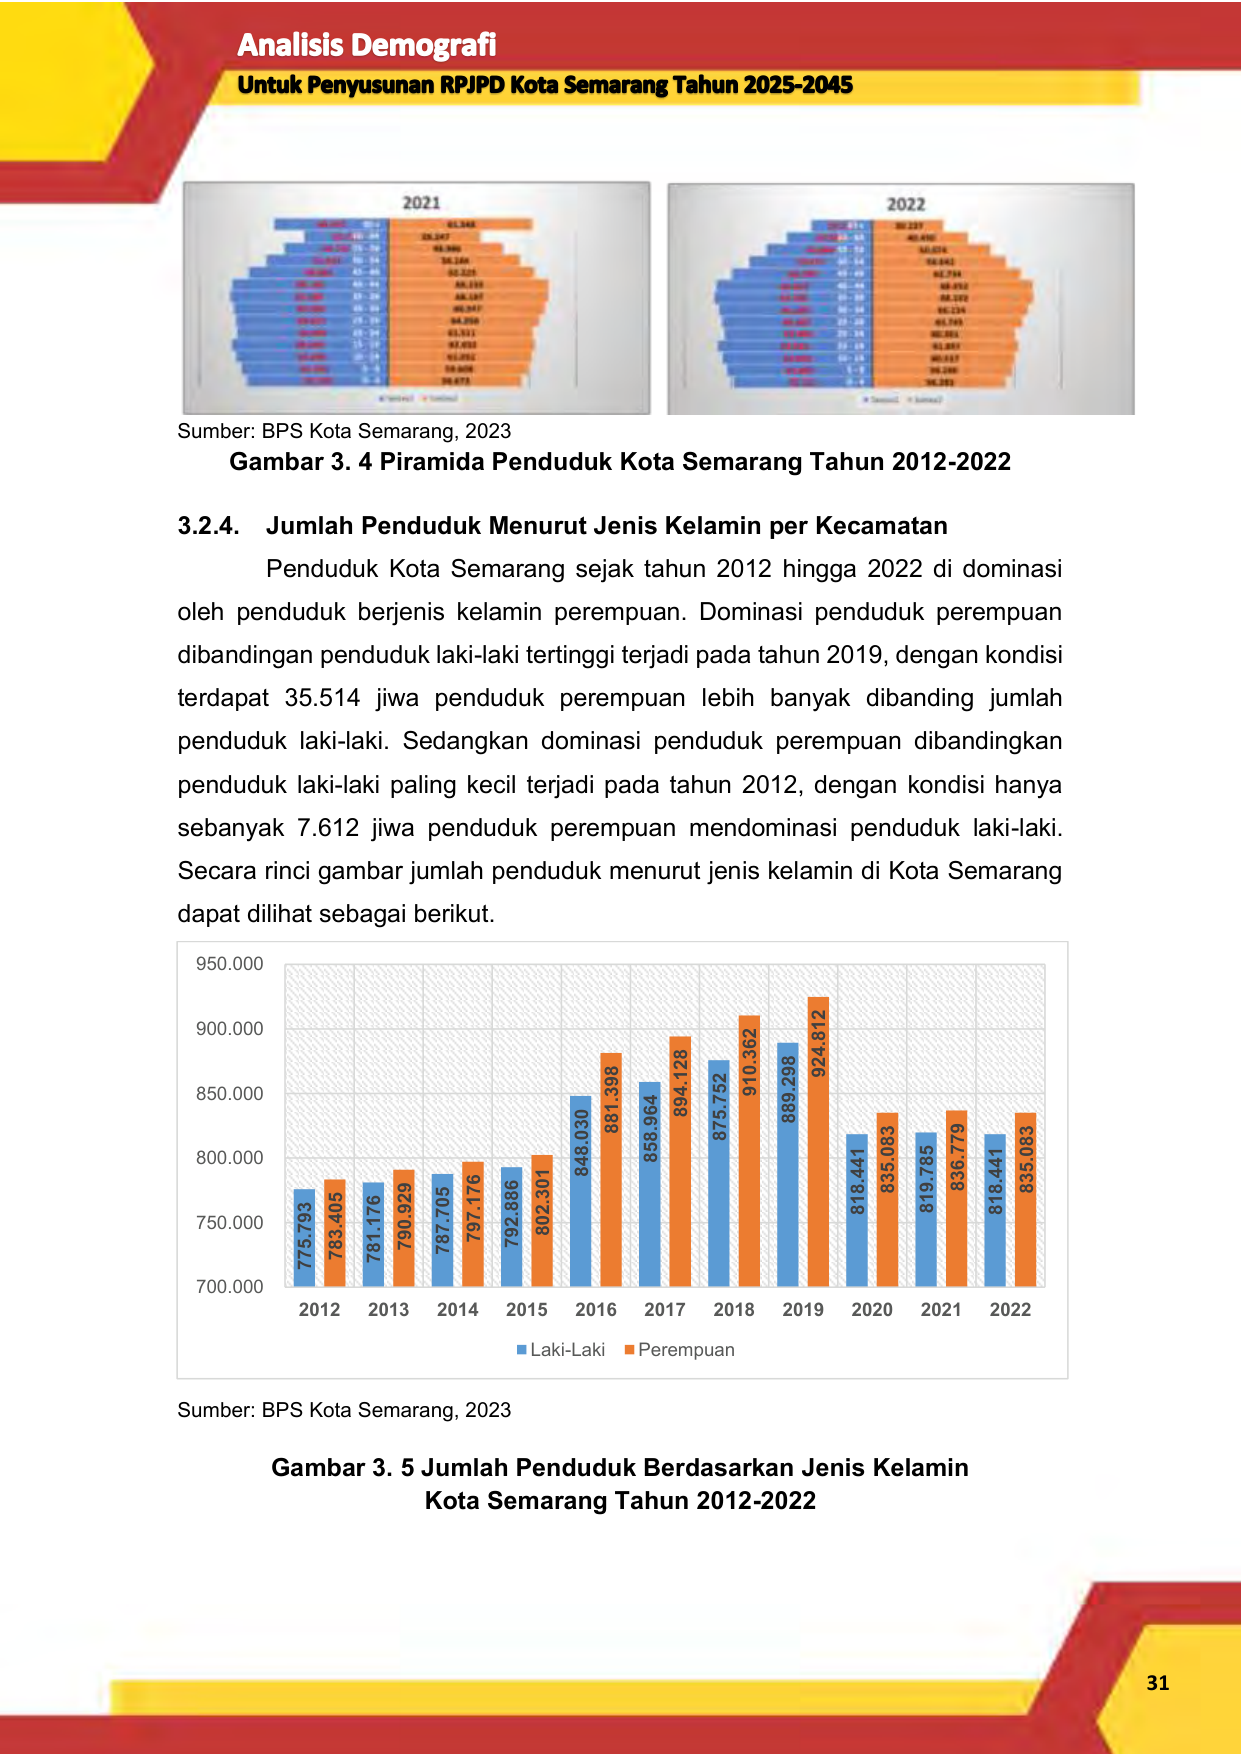 Analisis Demografi
Untuk Penyusunan RPJPD Kota Semarang Tahun 2025-2045
2021
2022
Sumber: BPS Kota Semarang, 2023
Gambar 3. 4 Piramida Penduduk Kota Semarang Tahun 2012-2022
3.2.4. Jumlah Penduduk Menurut Jenis Kelamin per Kecamatan
Penduduk Kota Semarang sejak tahun 2012 hingga 2022 di dominasi
oleh penduduk berjenis kelamin perempuan. Dominasi penduduk perempuan
dibandingan penduduk laki-laki tertinggi terjadi pada tahun 2019, dengan kondisi
terdapat 35.514 jiwa penduduk perempuan lebih banyak dibanding jumlah
penduduk laki-laki. Sedangkan dominasi penduduk perempuan dibandingkan
penduduk laki-laki paling kecil terjadi pada tahun 2012, dengan kondisi hanya
sebanyak 7.612 jiwa penduduk perempuan mendominasi penduduk laki-laki.
Secara rinci gambar jumlah penduduk menurut jenis kelamin di Kota Semarang
dapat dilihat sebagai berikut.
950.000
900.000
850.000
800.000
750.000
700.000
775.793
783.405
781.176
790.929
787.705
797.176
792.886
802.301
848.030
881.398
858.964
894.128
875.752
910.362
889.298
924.812
818.441
835.083
819.785
836.779
818.441
835.083
2012 2013 2014 2015 2016 2017 2018 2019 2020 2021 2022
Laki-Laki Perempuan
Sumber: BPS Kota Semarang, 2023
Gambar 3. 5 Jumlah Penduduk Berdasarkan Jenis Kelamin
Kota Semarang Tahun 2012-2022
31